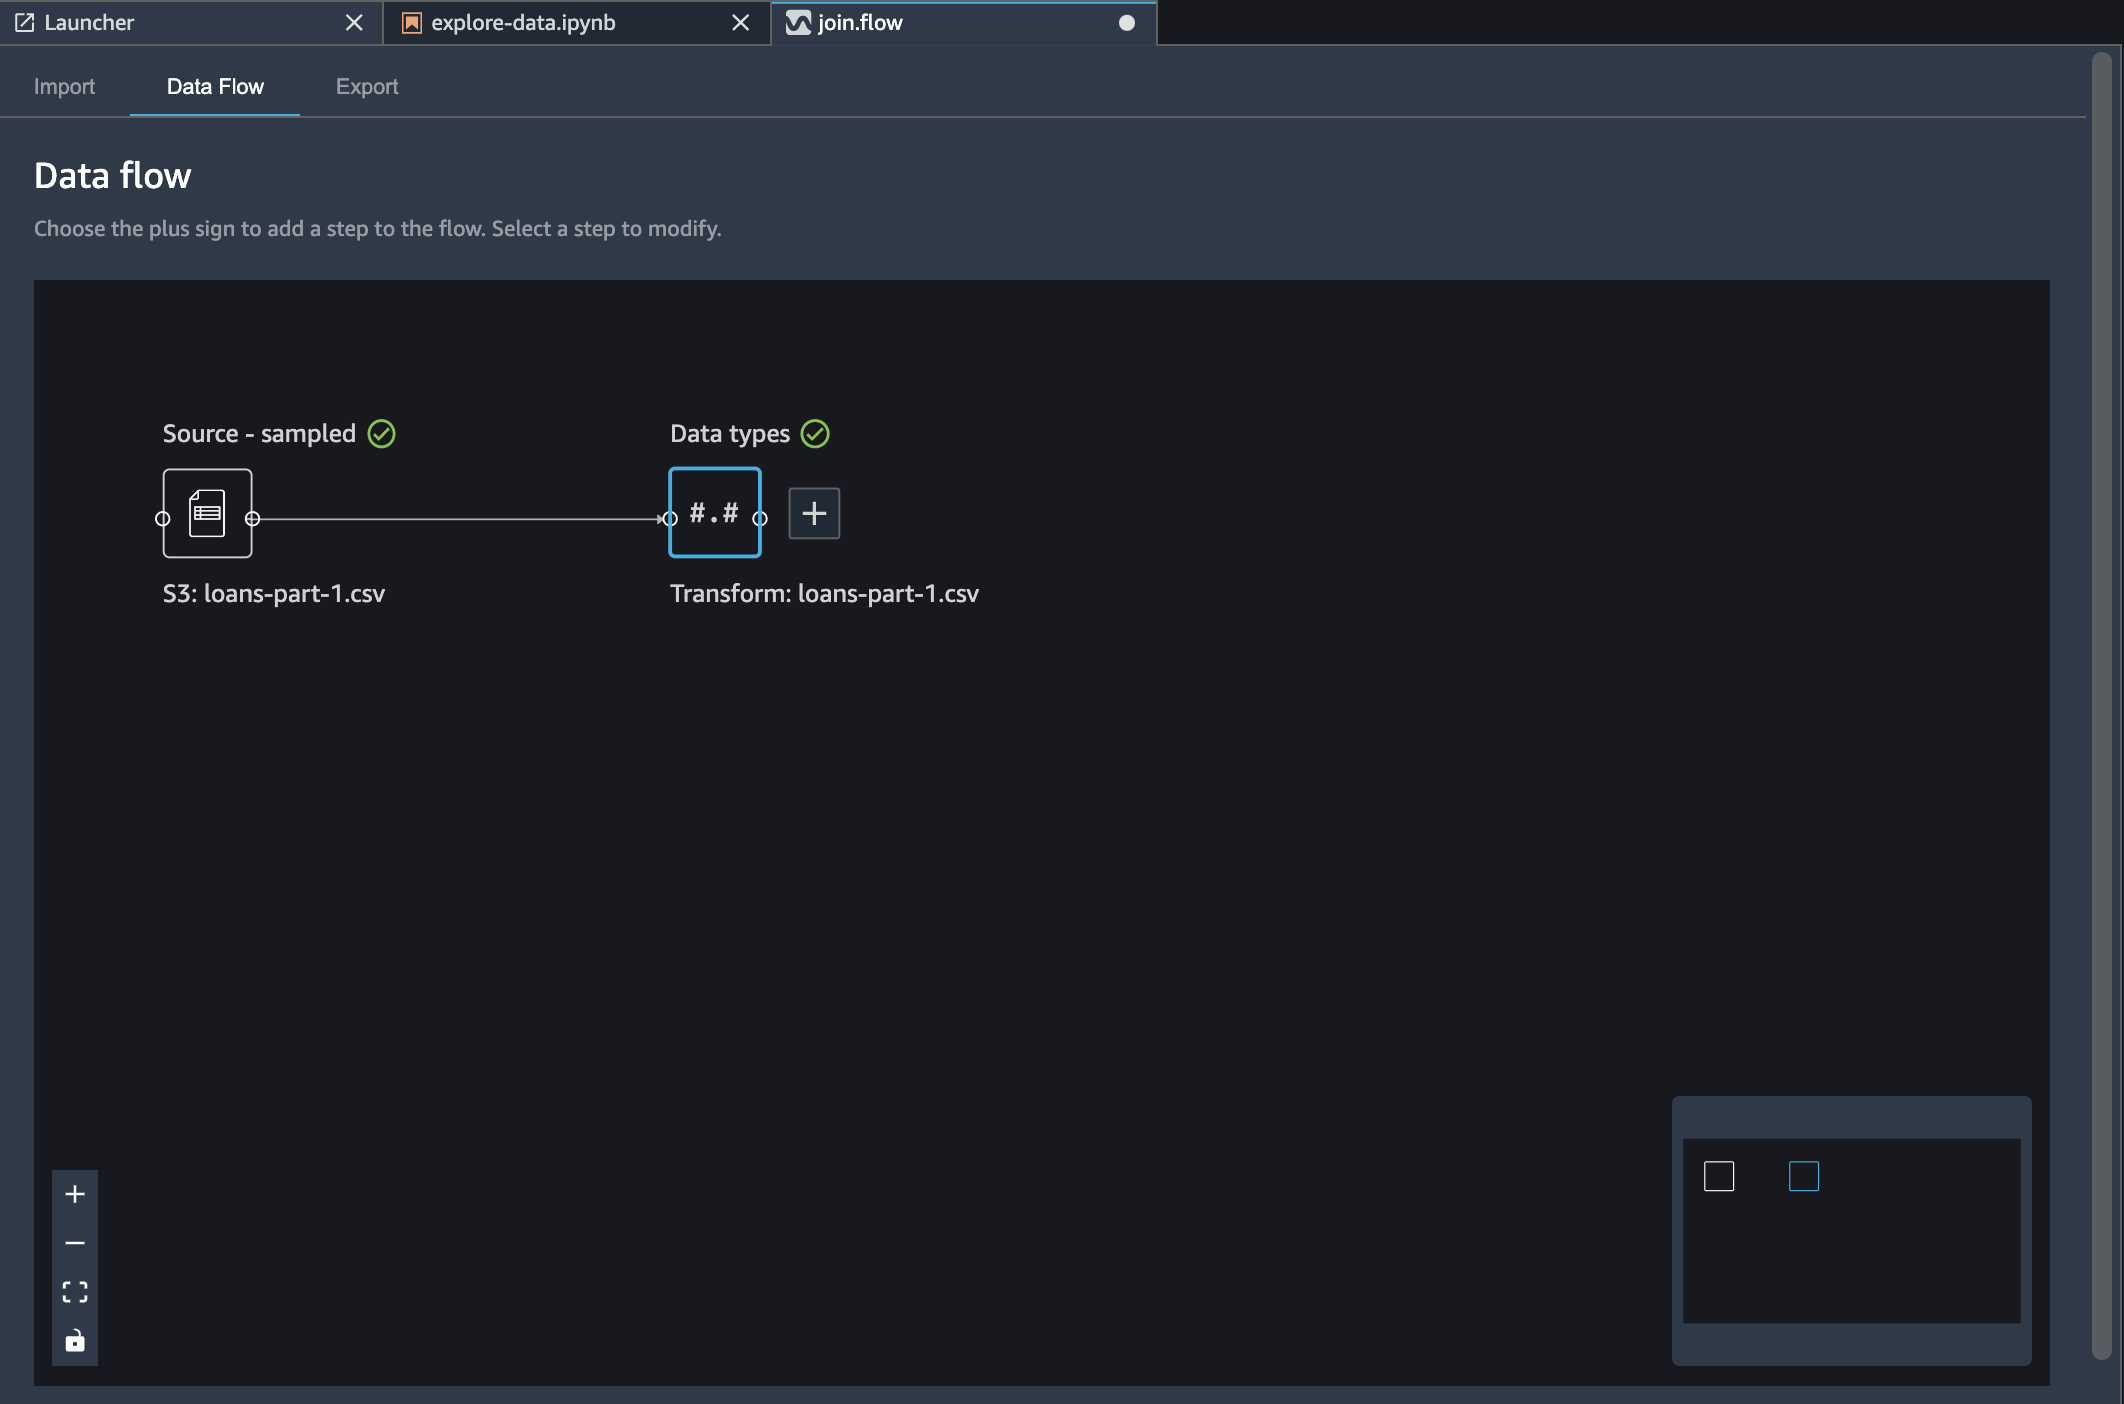 Launcher
explore-data.ipynb
join.flow
Import
Data Flow
Export
Data flow
Choose the plus sign to add a step to the flow. Select a step to modify.
Source - sampled
Data types
#.#
S3: loans-part-1.csv
Transform: loans-part-1.csv